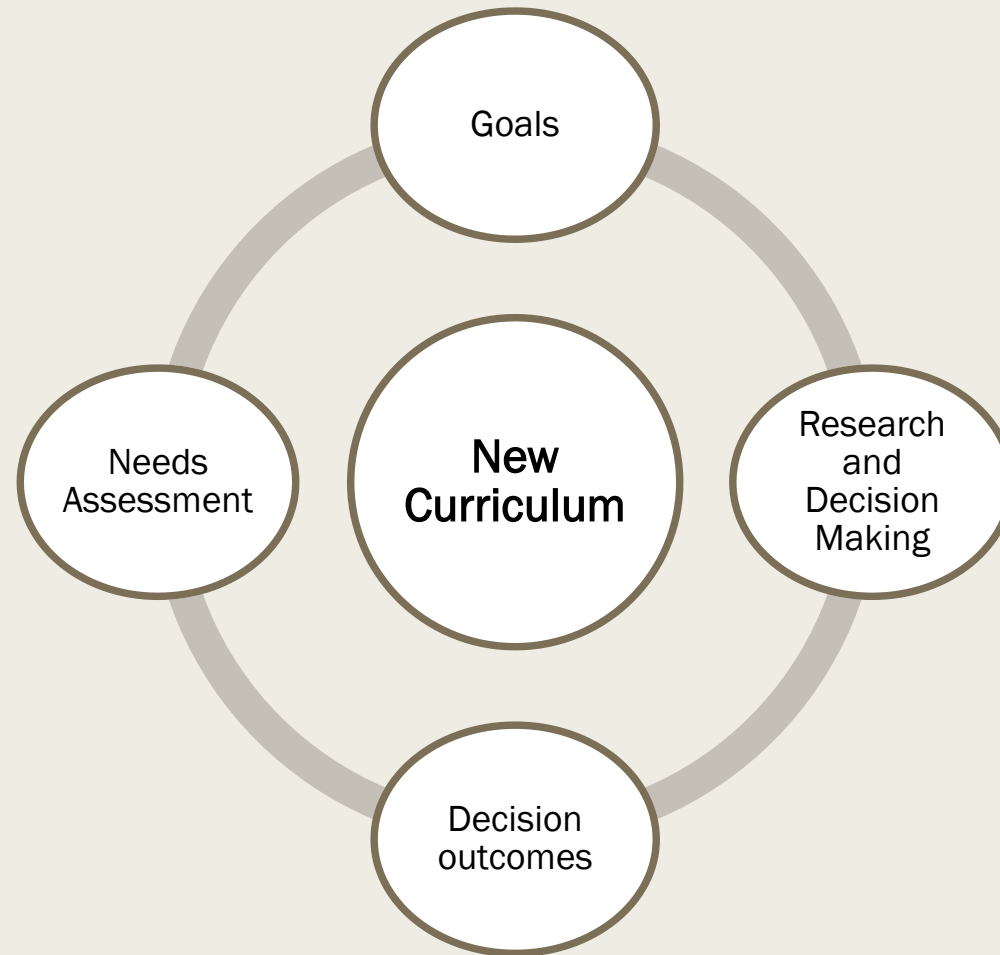 Goals
Needs
Assessment
New
Curriculum
Research
and
Decision
Making
Decision
outcomes